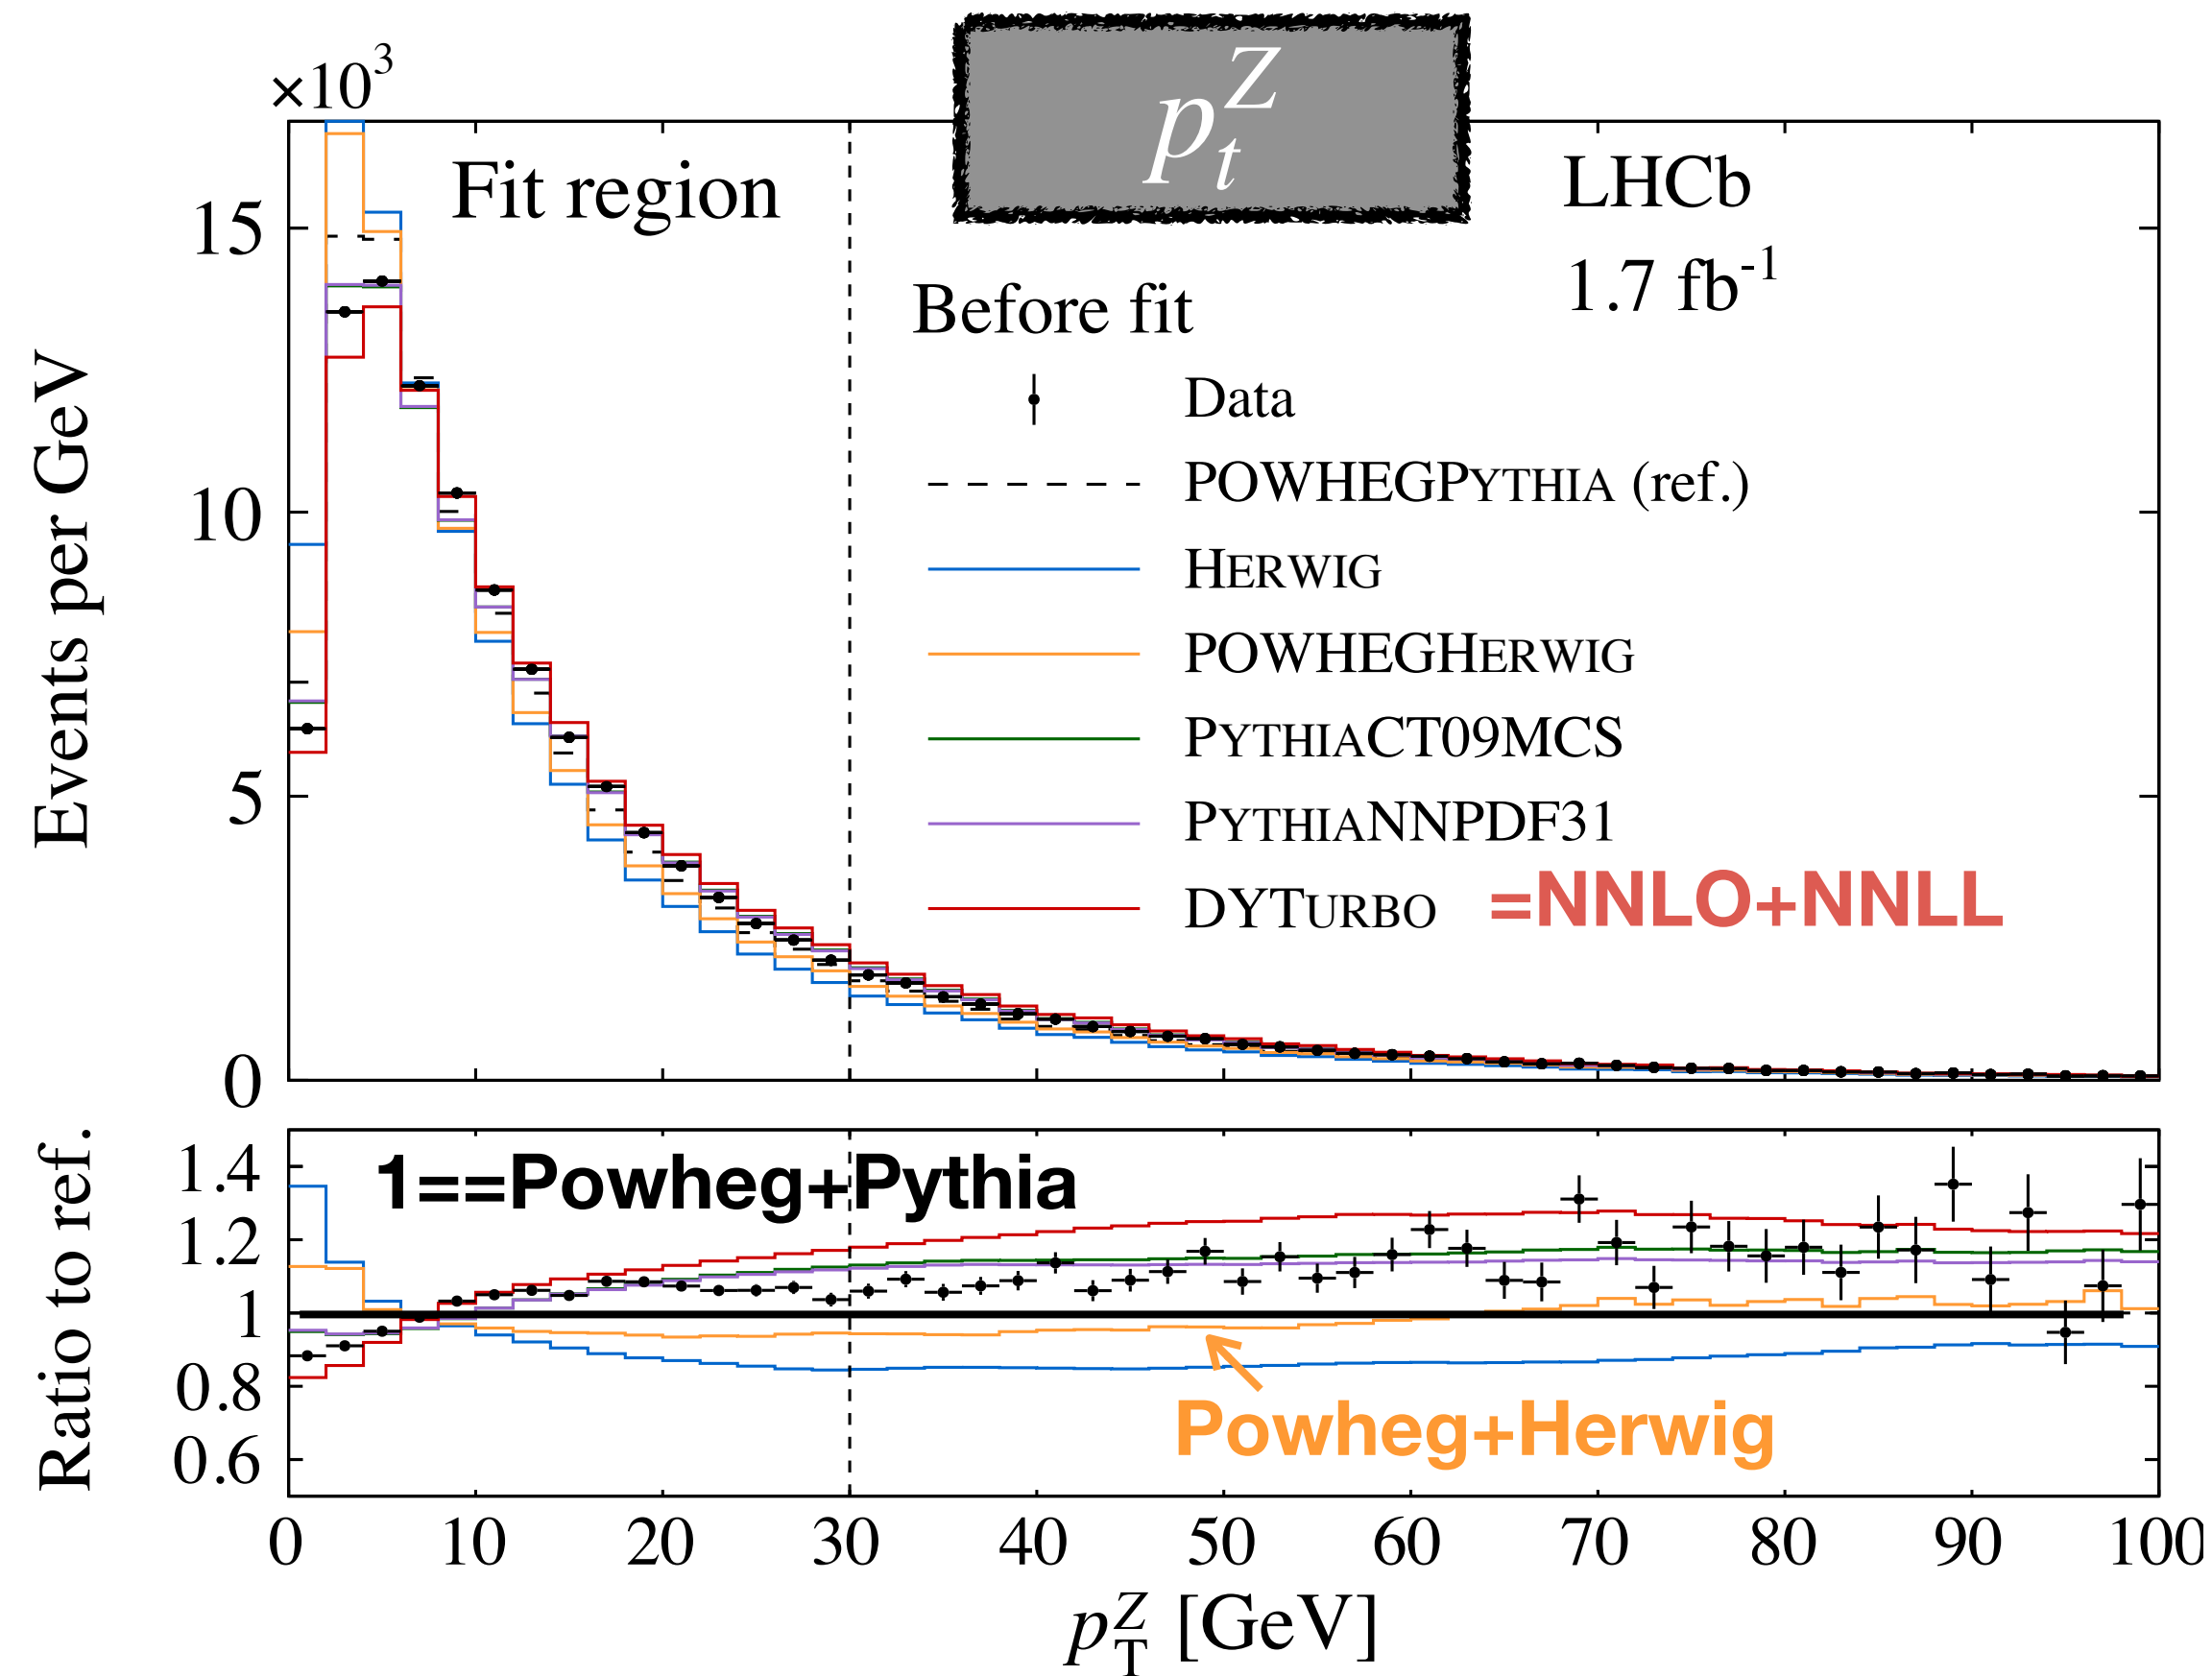 ×10³
p_t^Z
Fit region
LHCb
1.7 fb⁻¹
Before fit
Data
POWHEGPYTHIA (ref.)
HERWIG
POWHEGHERWIG
PYTHIACT09MCS
PYTHIANNPDF31
DYTURBO =NNLO+NNLL
Events per GeV
15
10
5
0
Ratio to ref.
1.4
1.2
1
0.8
0.6
1==Powheg+Pythia
Powheg+Herwig
0 10 20 30 40 50 60 70 80 90 100
p_T^Z [GeV]